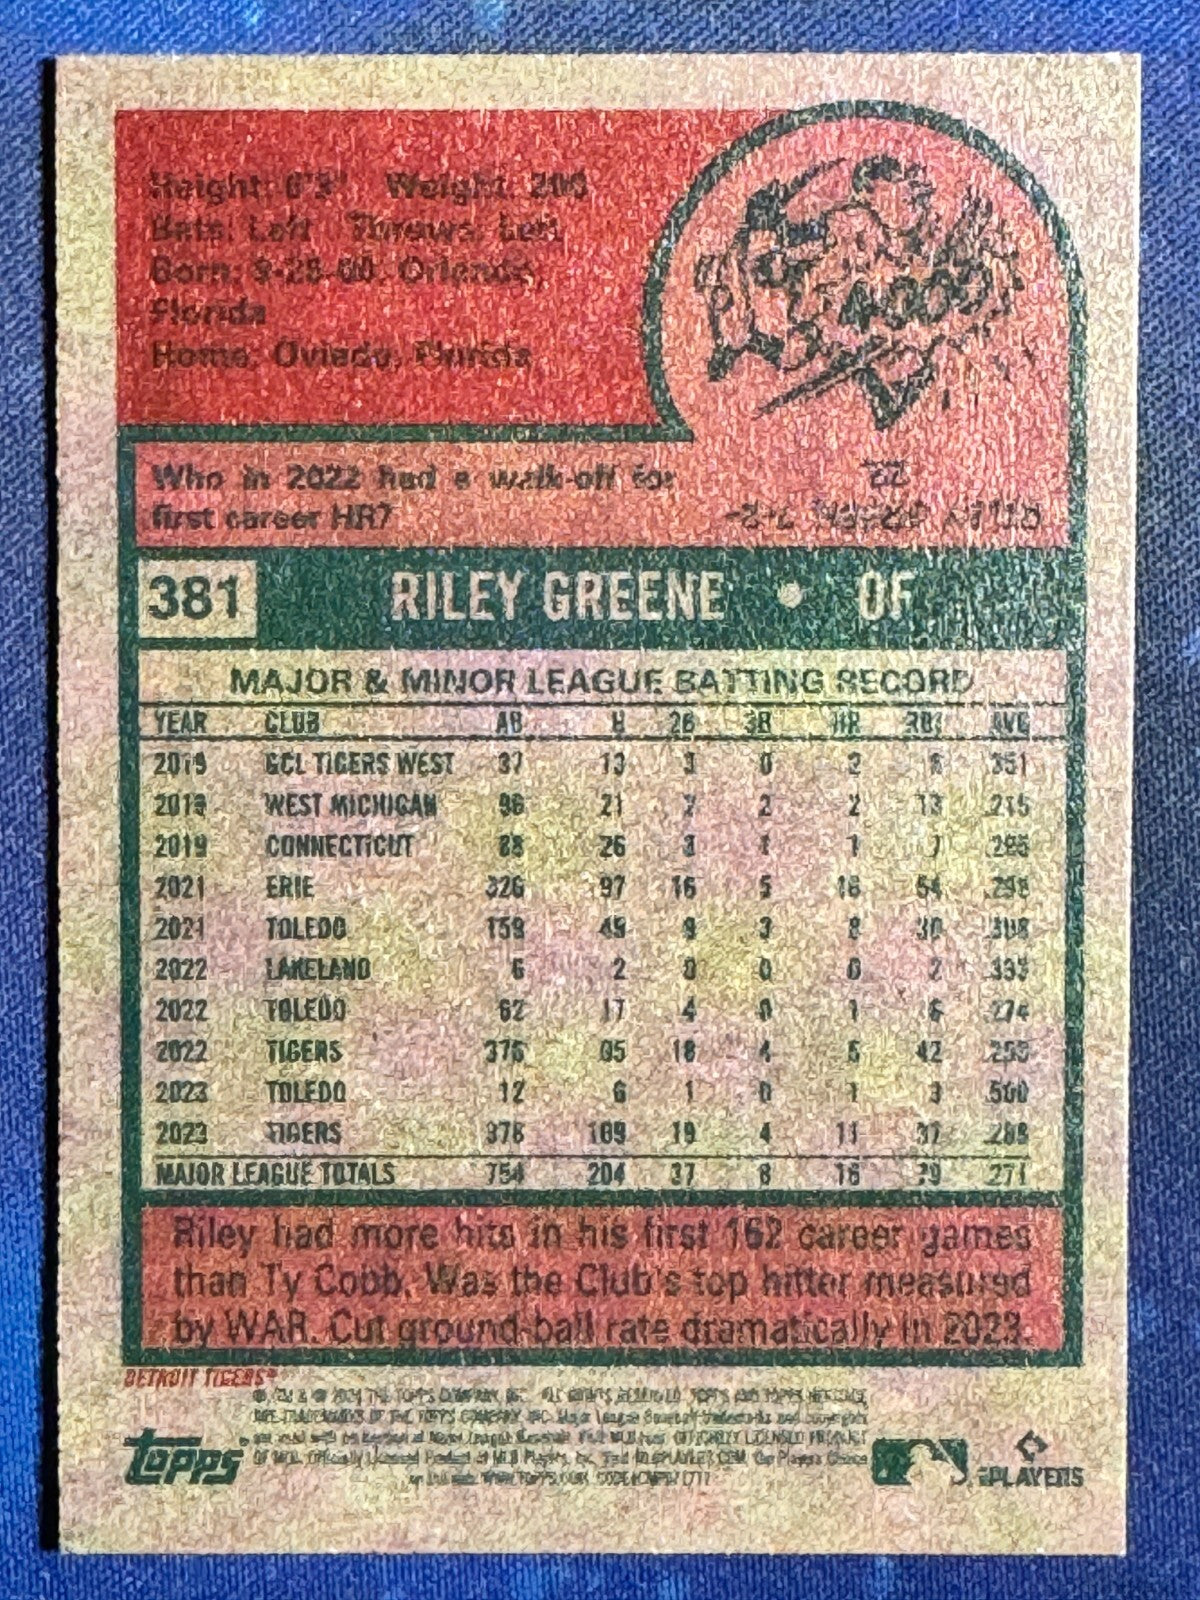 Height: 6'3" Weight: 200
Bats: Left Throws: Left
Born: 9-28-00, Orlando,
Florida
Home: Oviedo, Florida
400
Who in 2022 had a walk-off for
first career HR?
381 RILEY GREENE • OF
MAJOR & MINOR LEAGUE BATTING RECORD
YEAR CLUB AB H 2B 3B HR RBI AVG
2019 GCL TIGERS WEST 37 13 3 0 2 .351
2019 WEST MICHIGAN 96 21 2 2 2 13 .219
2019 CONNECTICUT 88 26 3 1 1 7 .295
2021 ERIE 326 97 16 5 16 54 .298
2021 TOLEDO 159 49 9 3 8 30 .308
2022 LAKELAND 6 2 0 0 0 2 .333
2022 TOLEDO 62 17 4 0 1 6 .274
2022 TIGERS 376 95 18 4 5 42 .253
2023 TOLEDO 12 6 1 0 1 3 .500
2023 TIGERS 378 109 19 4 11 37 .288
MAJOR LEAGUE TOTALS 754 204 37 8 16 79 .271
Riley had more hits in his first 162 career games
than Ty Cobb. Was the Club's top hitter measured
by WAR. Cut ground-ball rate dramatically in 2023.
DETROIT TIGERS®
topps
PLAYERS